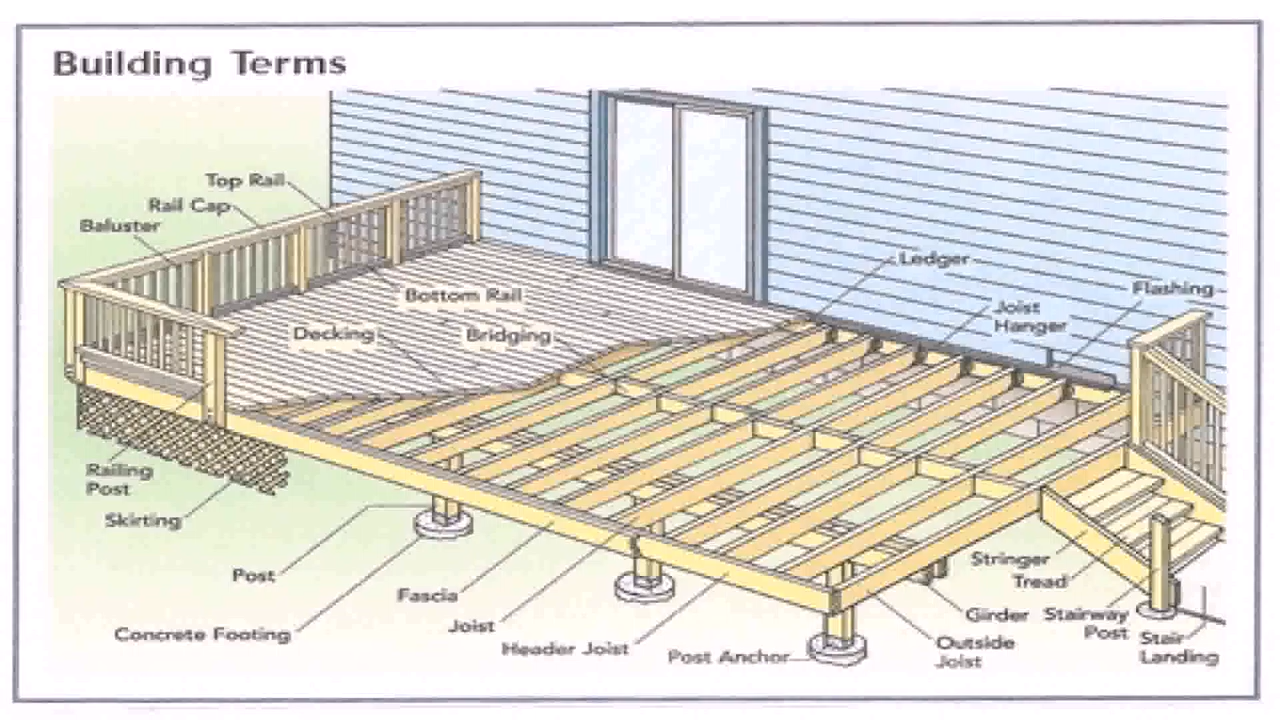 Building Terms
Top Rail
Rail Cap
Baluster
Ledger
Flashing
Bottom Rail
Joist
Hanger
Decking
Bridging
Railing
Post
Skirting
Post
Fascia
Stringer
Tread
Concrete Footing
Joist
Header Joist
Post Anchor
Girder
Outside
Joist
Stairway
Post
Stair
Landing